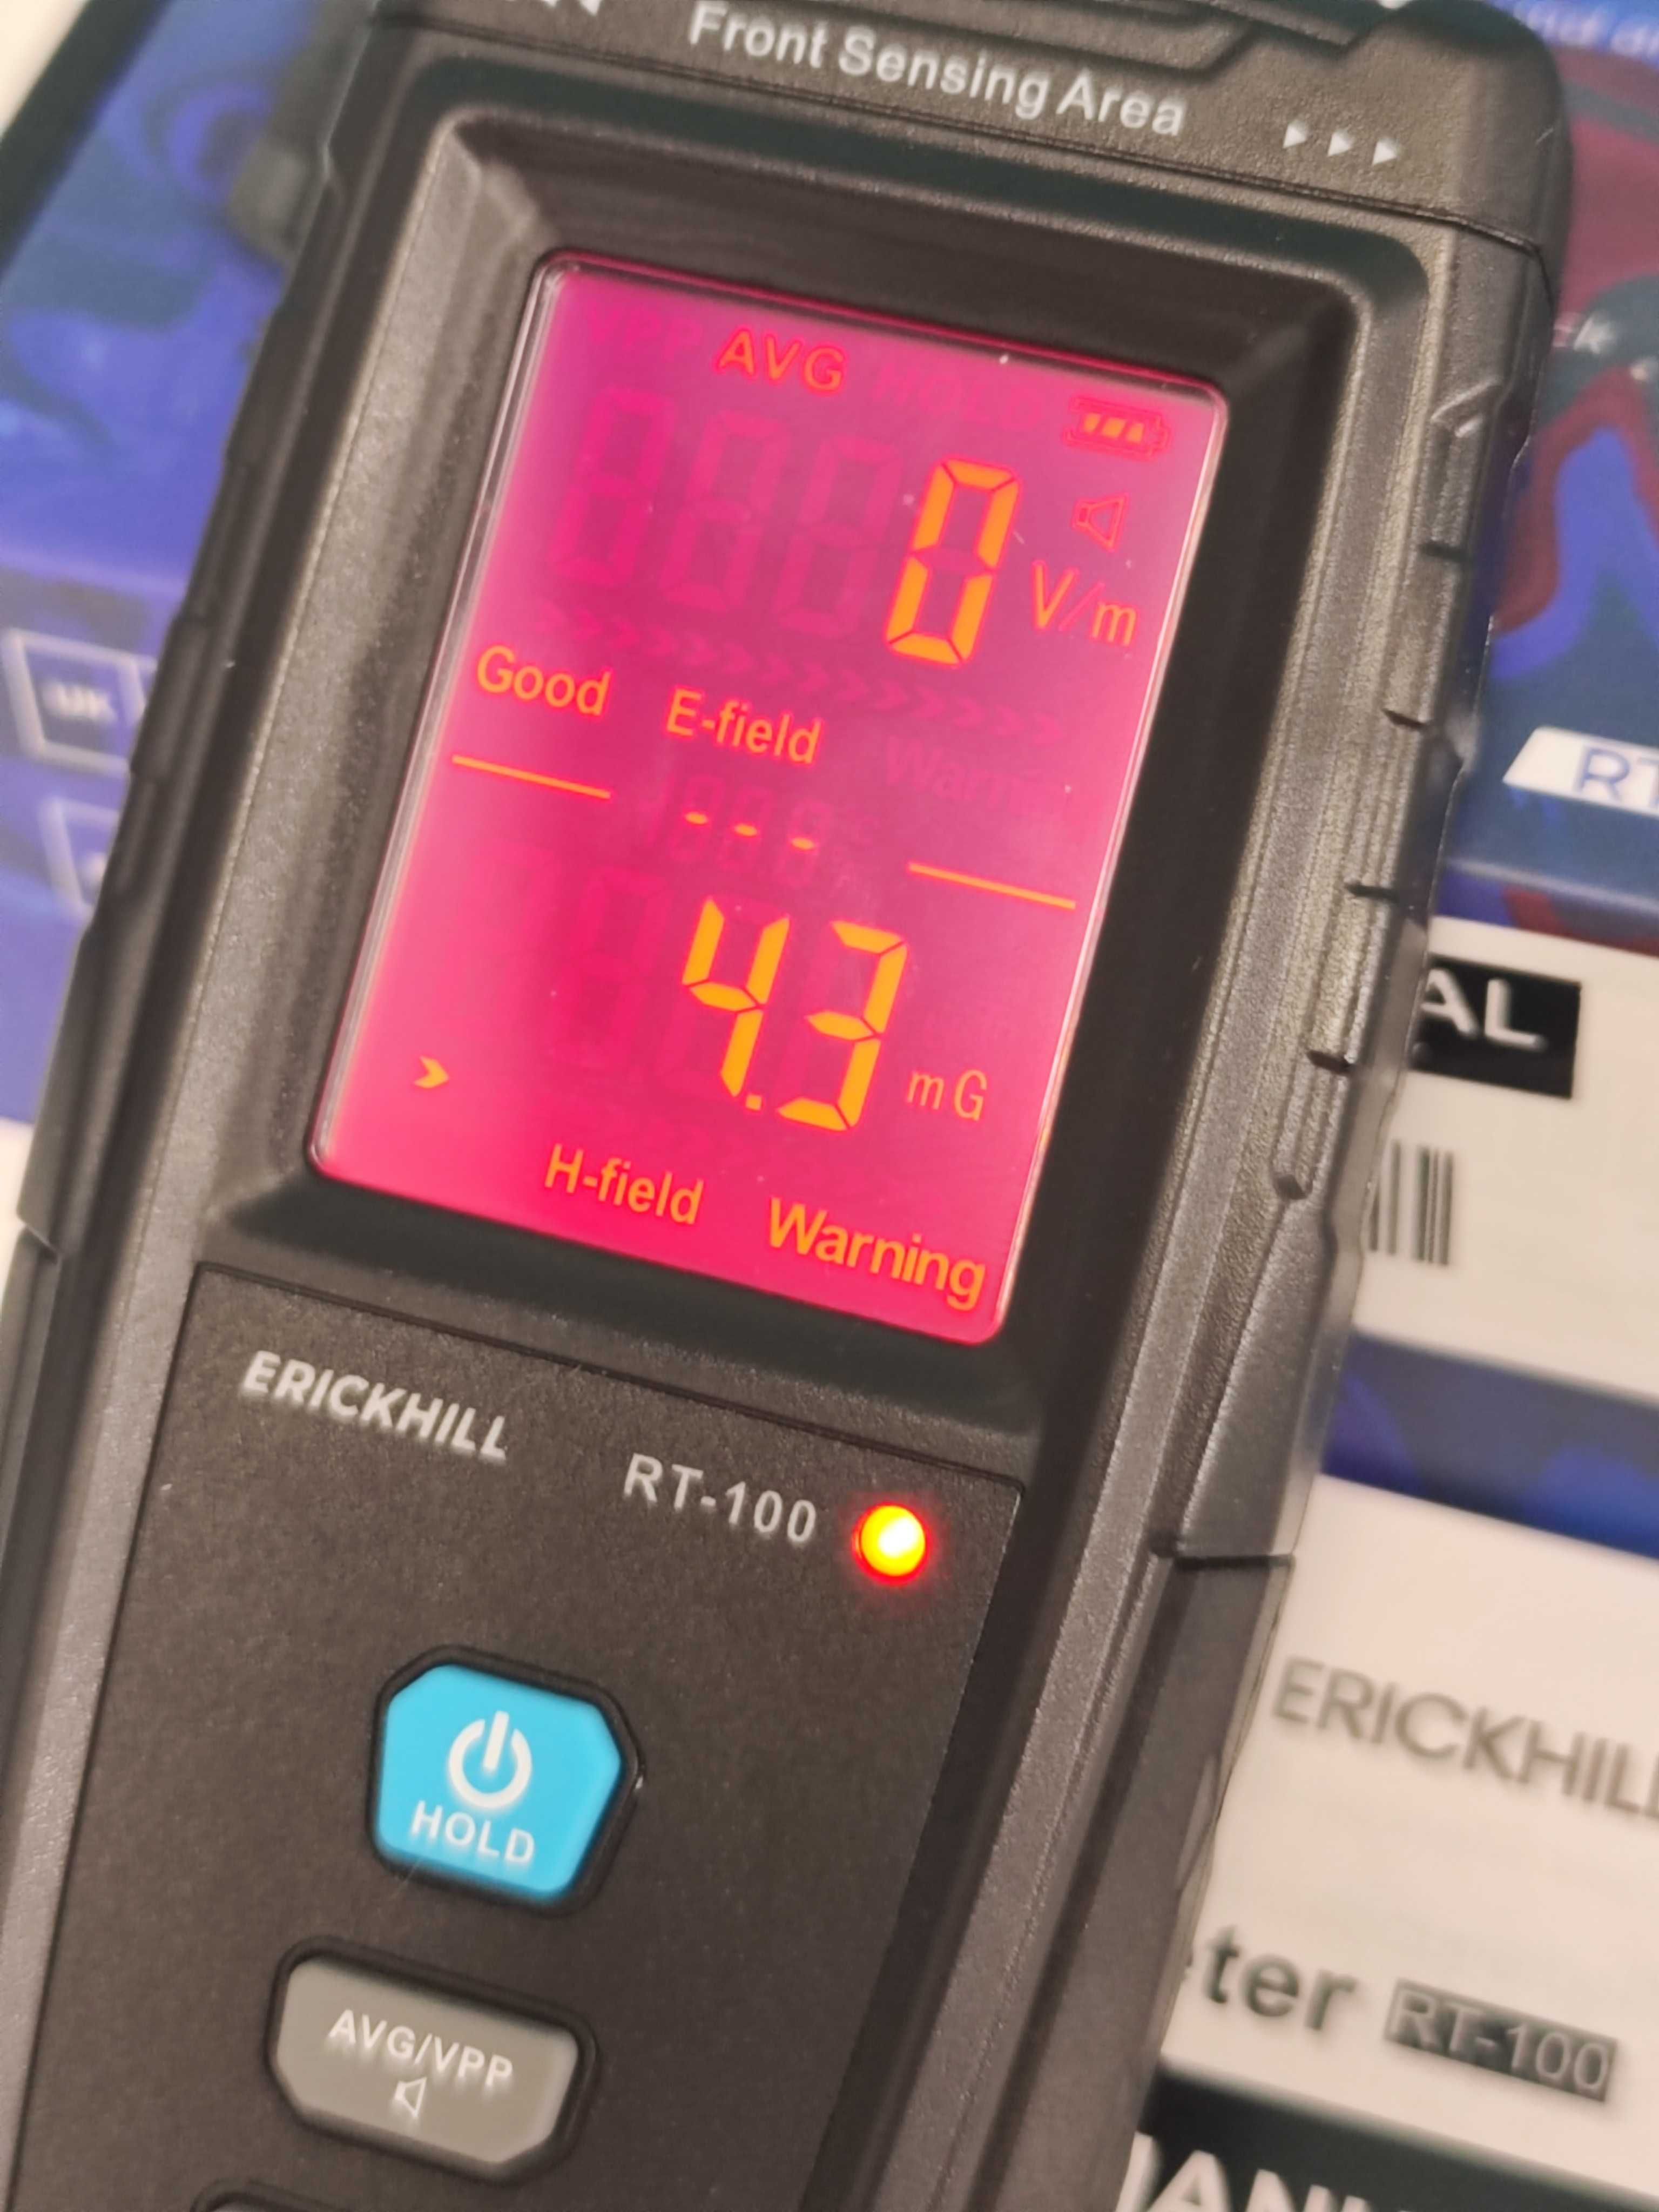 Front Sensing Area
AVG
0
V/m
Good E-field
---
4.3 mG
H-field Warning
ERICKHILL
RT-100
HOLD
AVG/VPP
AL
ERICKHILL
ter RT-100